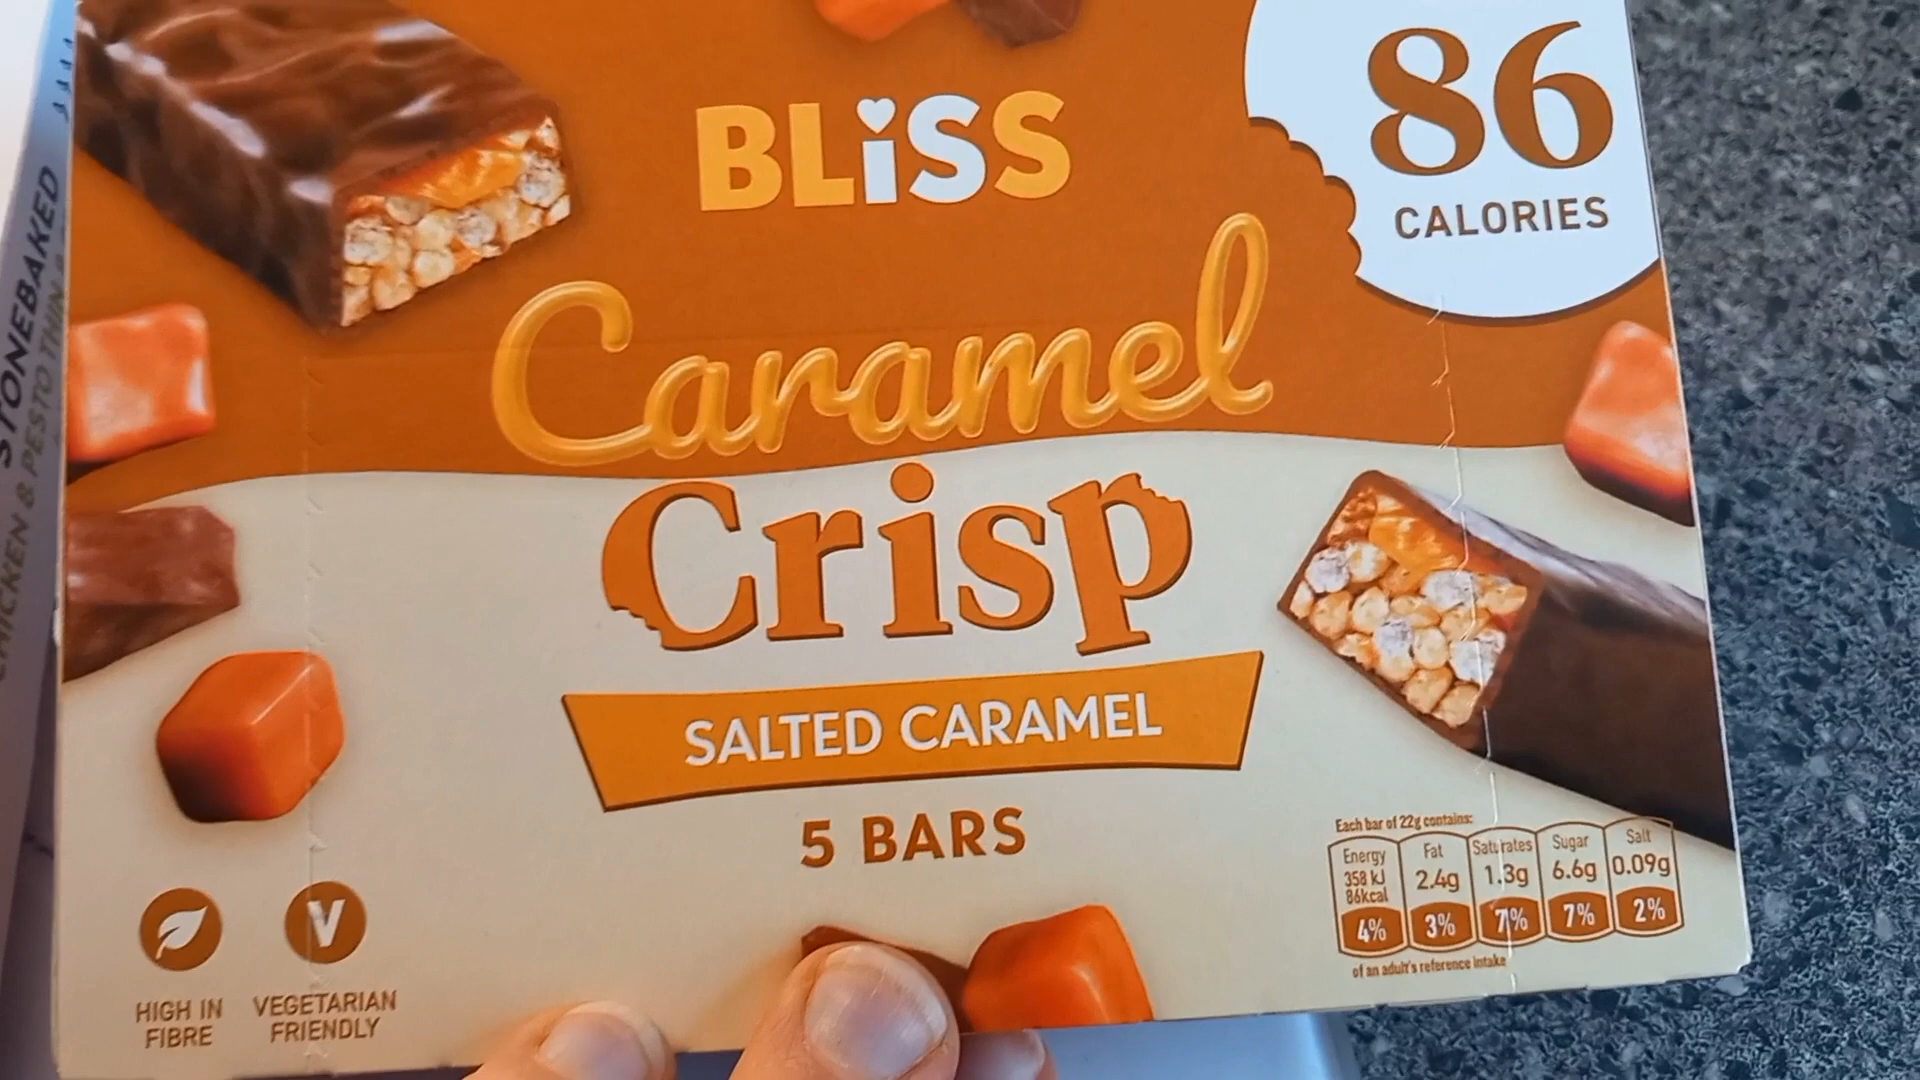 BLiSS
86
CALORIES
Caramel
Crisp
SALTED CARAMEL
5 BARS
HIGH IN
FIBRE
VEGETARIAN
FRIENDLY
V
Each bar of 22g contains:
Energy
358 kJ
86kcal
4%
Fat
2.4g
3%
Saturates
1.3g
7%
Sugar
6.6g
7%
Salt
0.09g
2%
of an adult's reference intake
STONEBAKED
CHICKEN & PESTO THIN